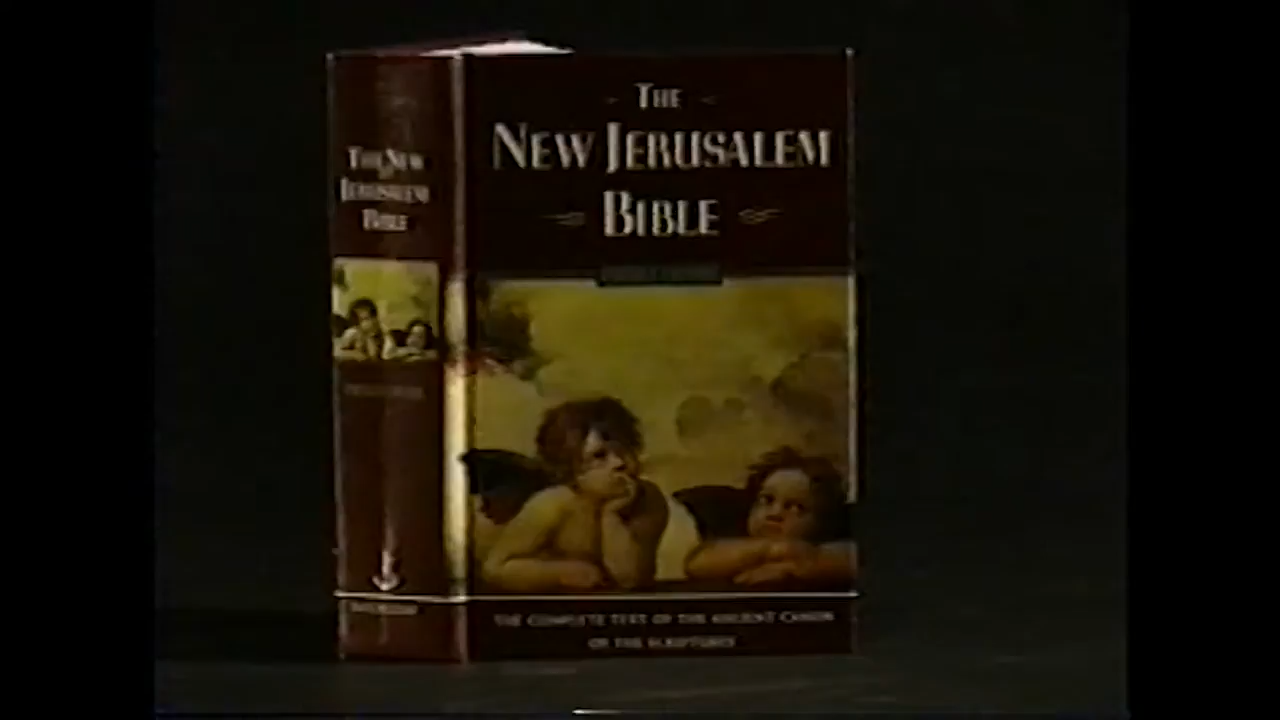 THE NEW
JERUSALEM
BIBLE
THE
NEW JERUSALEM
BIBLE
THE COMPLETE TEXT OF THE ANCIENT CANON
OF THE SCRIPTURES